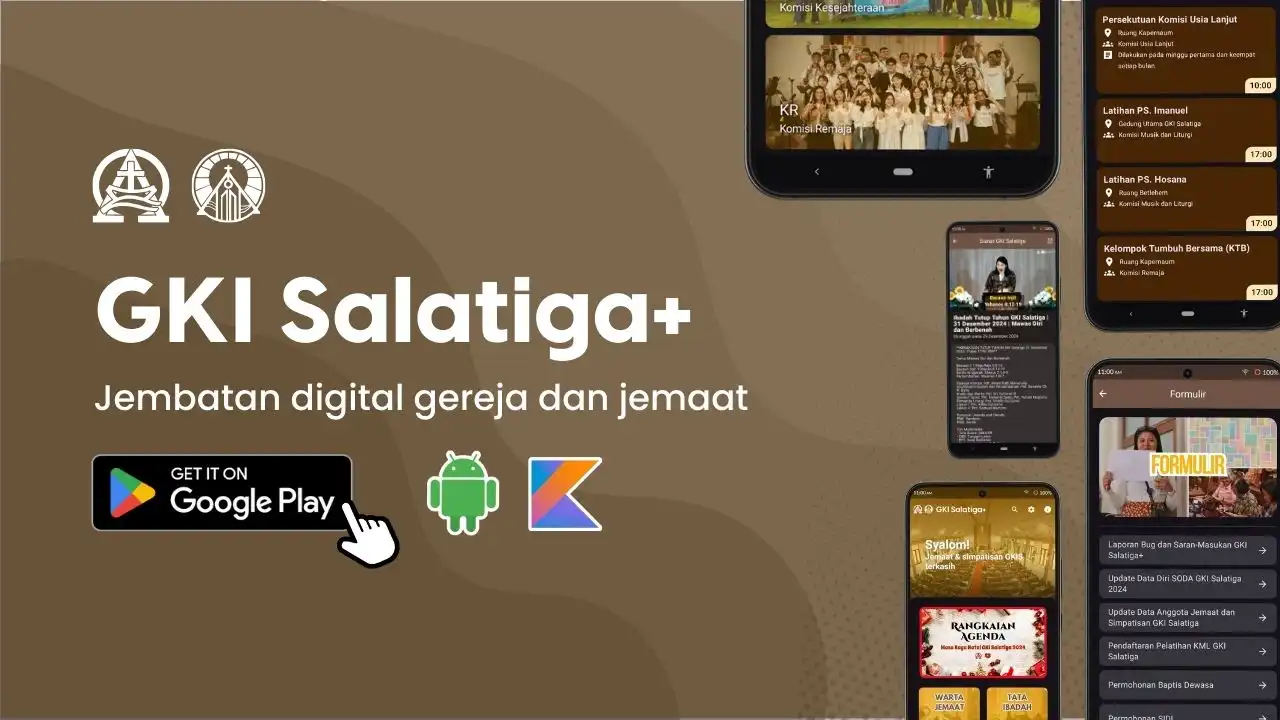 GKI Salatiga+
Jembatan digital gereja dan jemaat
GET IT ON
Google Play
Komisi Kesejahteraan
KR
Komisi Remaja
Persekutuan Komisi Usia Lanjut
Ruang Kapernaum
Komisi Usia Lanjut
Dilakukan pada minggu pertama dan keempat
setiap bulan.
10:00
Latihan PS. Imanuel
Gedung Utama GKI Salatiga
Komisi Musik dan Liturgi
17:00
Latihan PS. Hosana
Ruang Betlehem
Komisi Musik dan Liturgi
17:00
Kelompok Tumbuh Bersama (KTB)
Ruang Kapernaum
Komisi Remaja
17:00
Siaran GKI Salatiga
Ibadah Tutup Tahun GKI Salatiga |
31 Desember 2024 | Mawas Diri
dan Berbenah
11:00 AM
100%
GKI Salatiga+
Syalom!
Jemaat & simpatisan GKIS
terkasih
RANGKAIAN
AGENDA
Masa Raya Natal GKI Salatiga 2024
WARTA
JEMAAT
TATA
IBADAH
11:00 AM
100%
Formulir
FORMULIR
Laporan Bug dan Saran-Masukan GKI
Salatiga+
Update Data Diri SODA GKI Salatiga
2024
Update Data Anggota Jemaat dan
Simpatisan GKI Salatiga
Pendaftaran Pelatihan KML GKI
Salatiga
Permohonan Baptis Dewasa
Permohonan SIDI